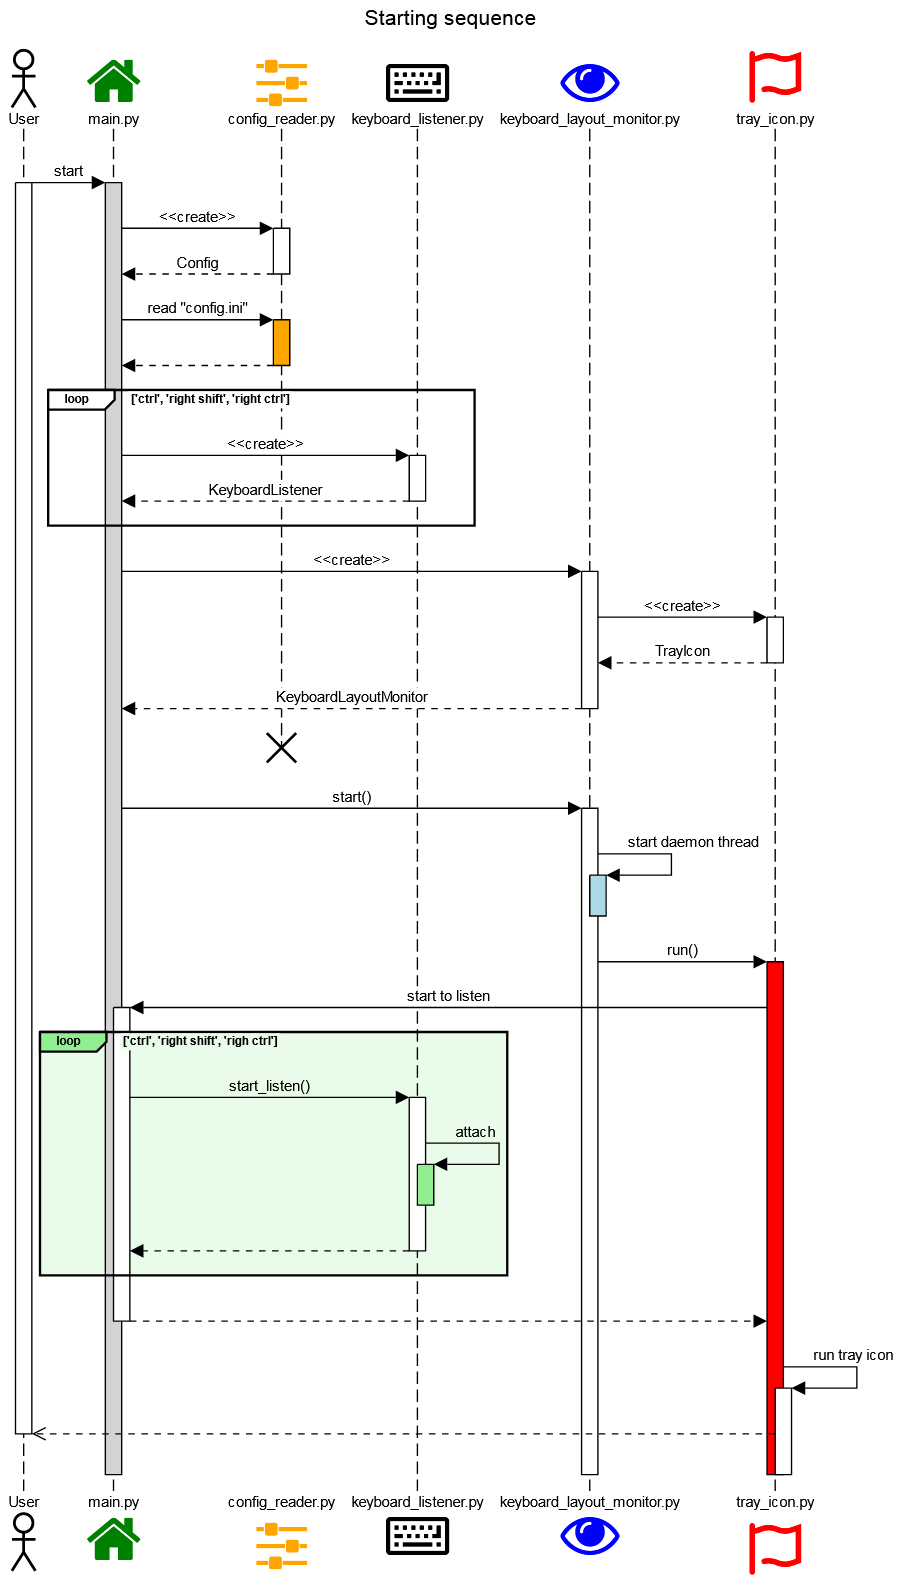 Starting sequence
User
main.py
config_reader.py
keyboard_listener.py
keyboard_layout_monitor.py
tray_icon.py
start
<<create>>
Config
read "config.ini"
loop
['ctrl', 'right shift', 'right ctrl']
<<create>>
KeyboardListener
<<create>>
<<create>>
TrayIcon
KeyboardLayoutMonitor
start()
start daemon thread
run()
start to listen
loop
['ctrl', 'right shift', 'righ ctrl']
start_listen()
attach
run tray icon
User
main.py
config_reader.py
keyboard_listener.py
keyboard_layout_monitor.py
tray_icon.py